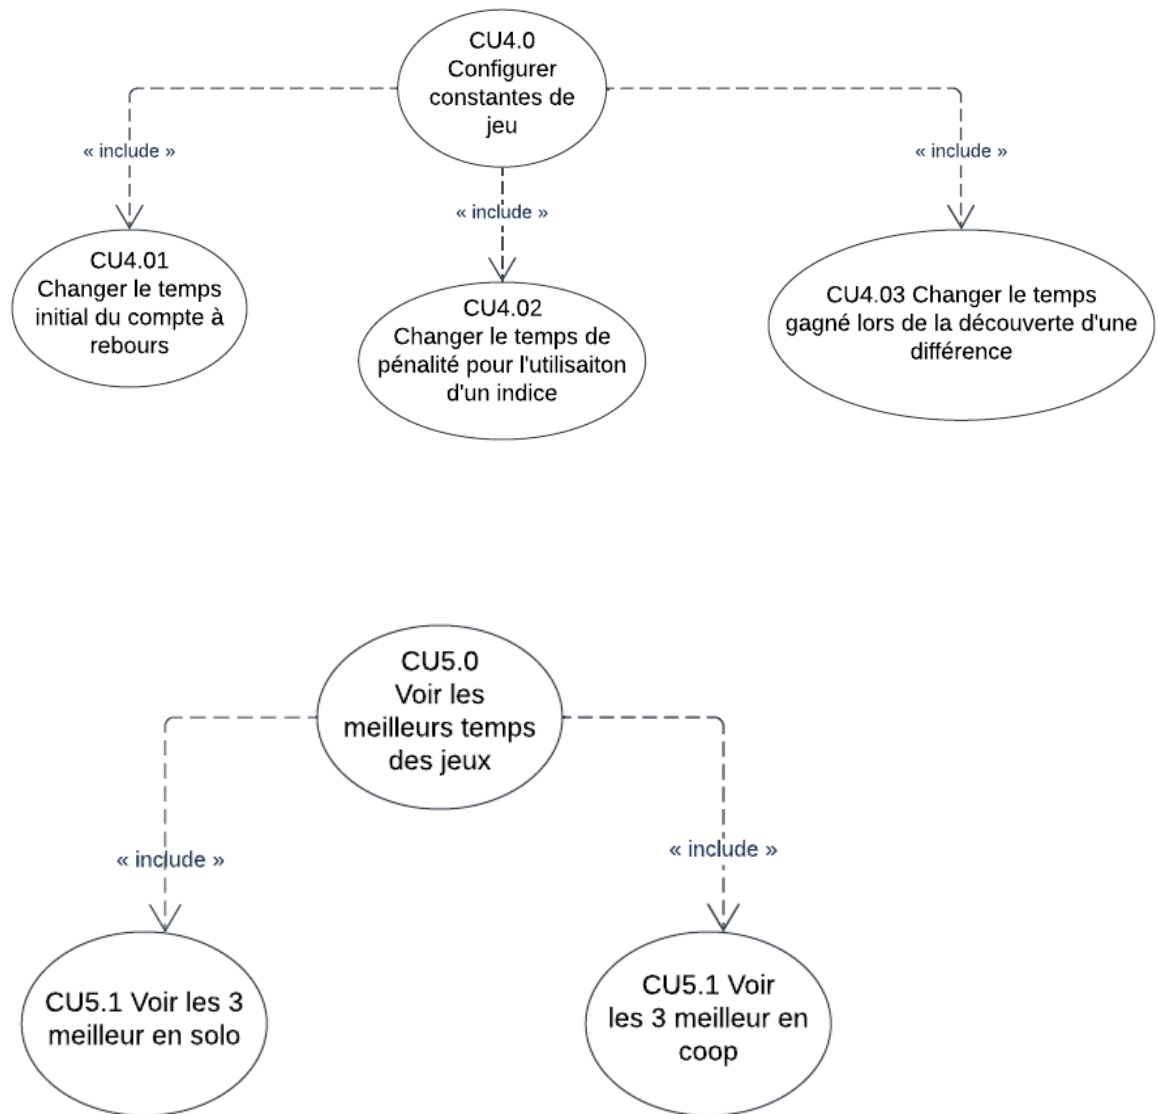 CU4.0
Configurer
constantes de
jeu
« include »
« include »
« include »
CU4.01
Changer le temps
initial du compte à
rebours
CU4.02
Changer le temps de
pénalité pour l'utilisaiton
d'un indice
CU4.03 Changer le temps
gagné lors de la découverte d'une
différence
CU5.0
Voir les
meilleurs temps
des jeux
« include »
« include »
CU5.1 Voir les 3
meilleur en solo
CU5.1 Voir
les 3 meilleur en
coop